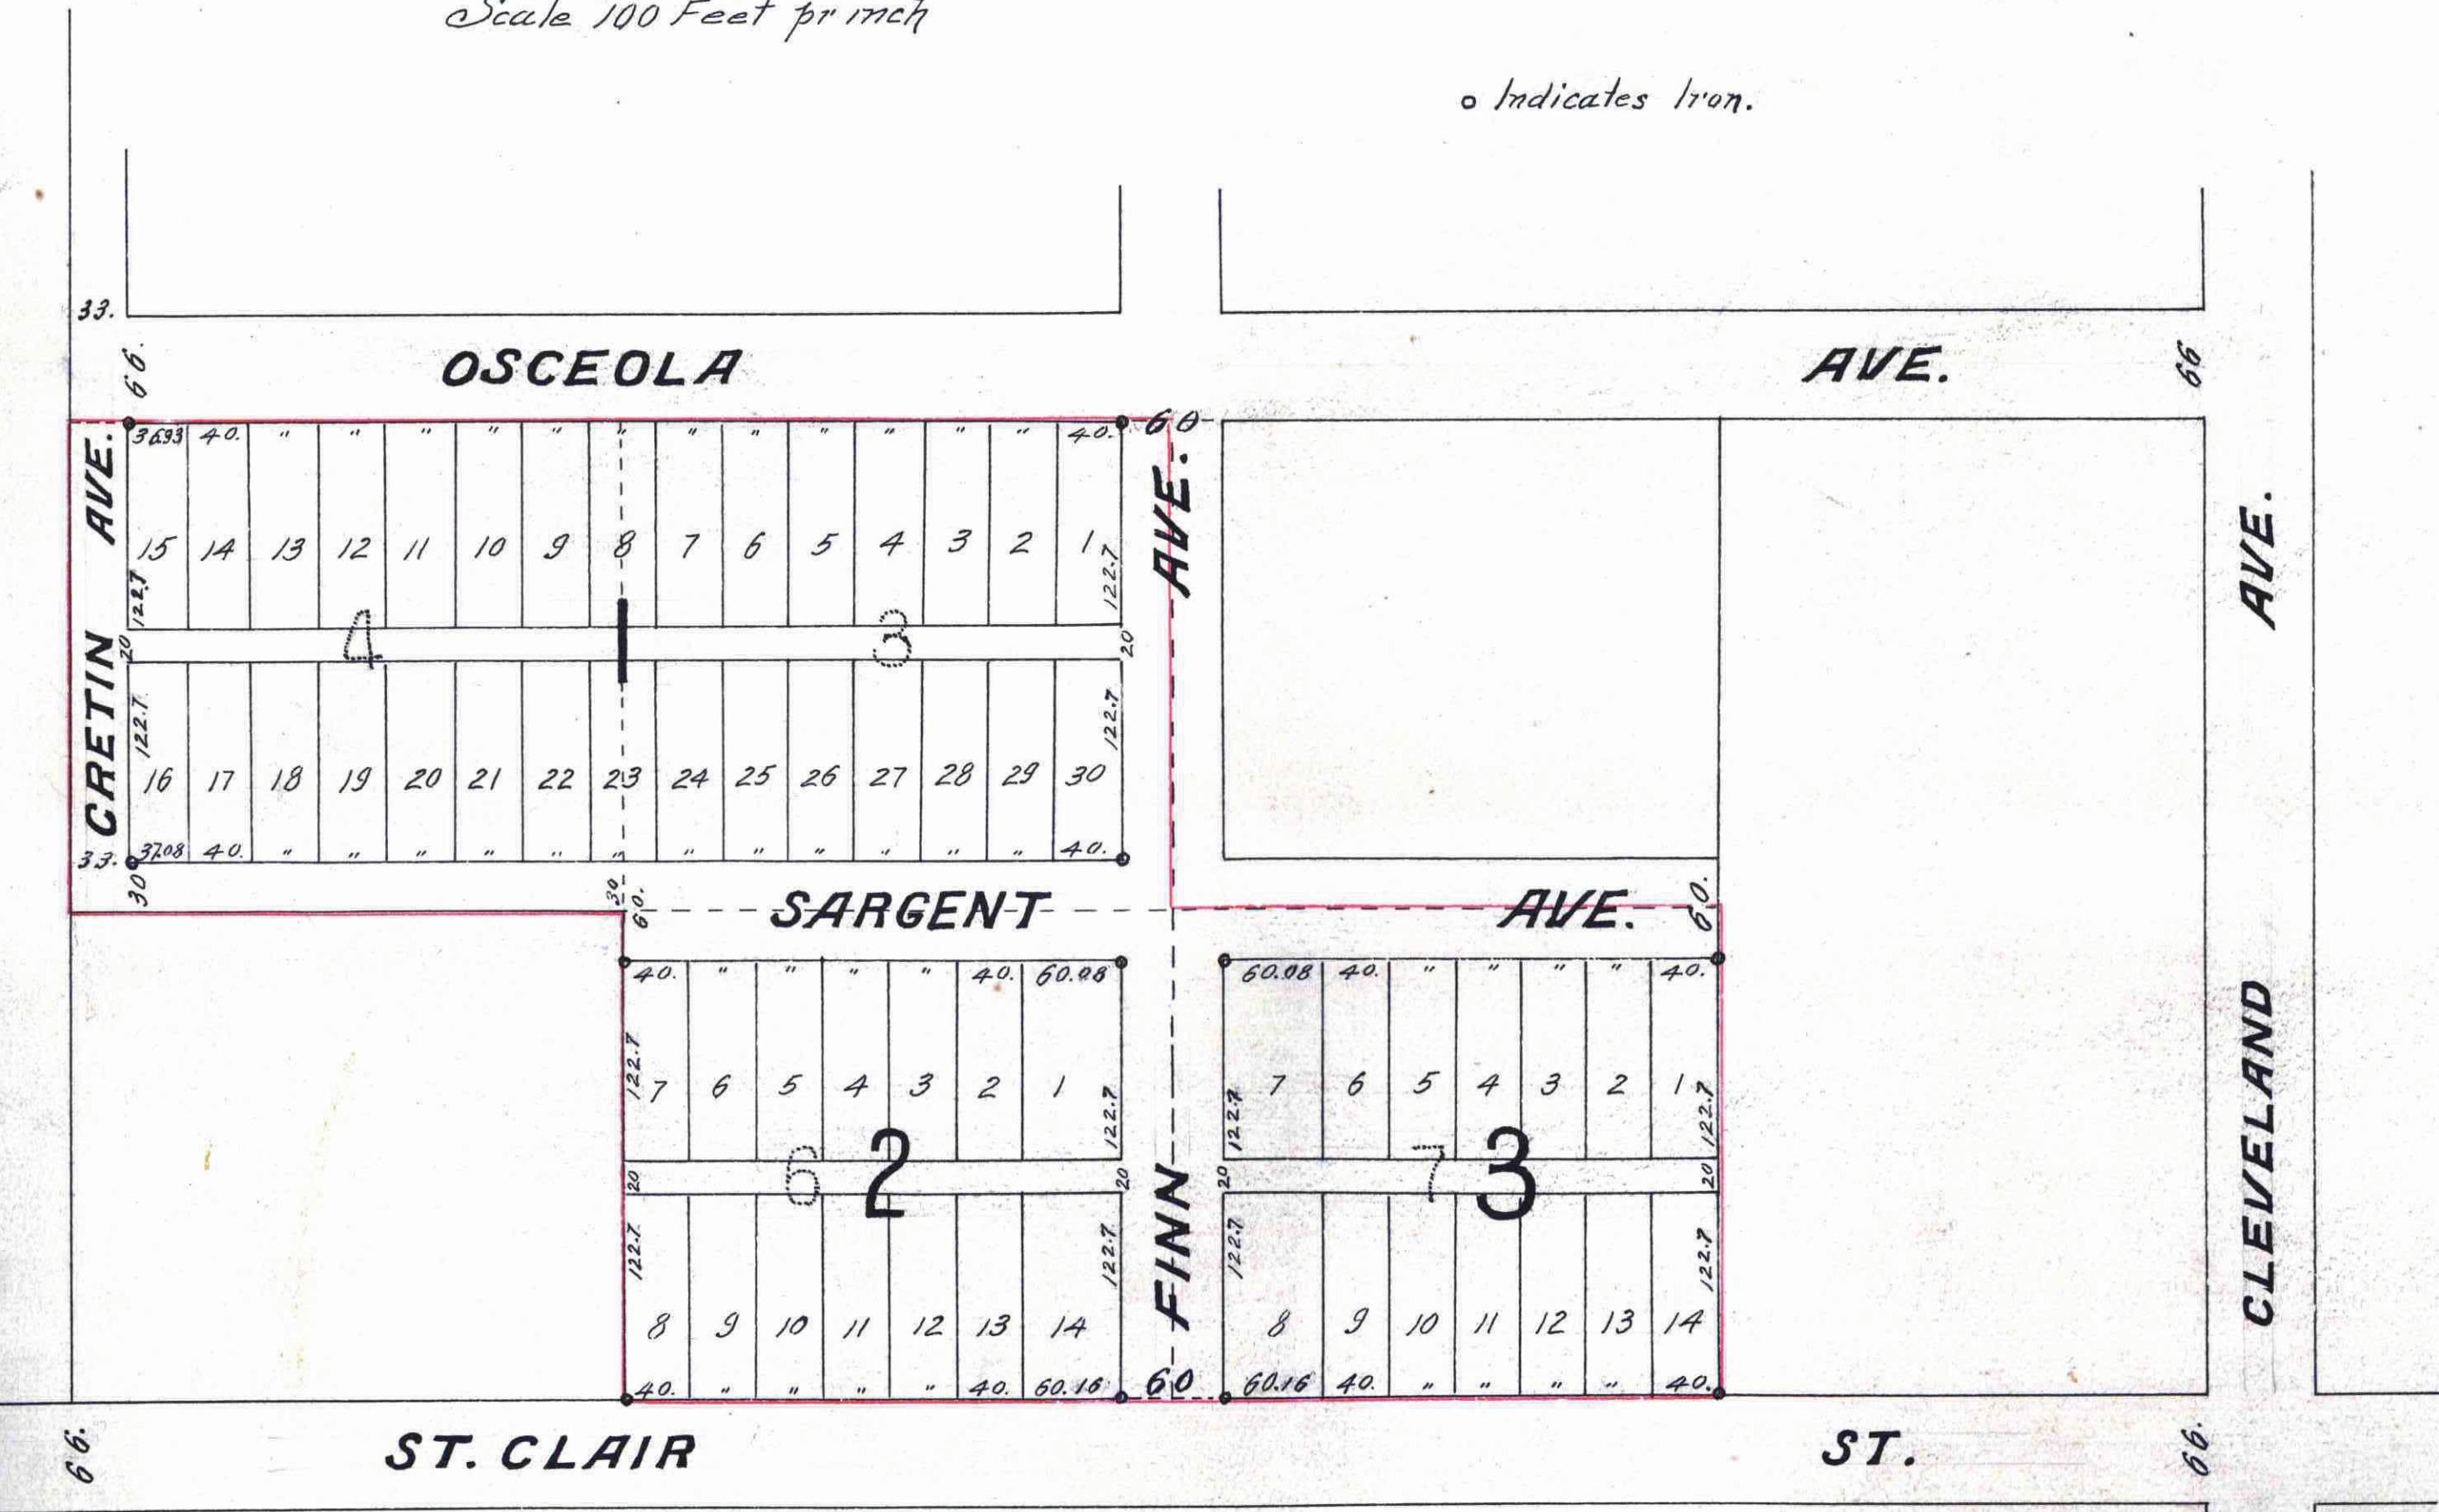 Scale 100 Feet pr inch
o Indicates Iron.
33.
66.
OSCEOLA AVE.
66
36.93 40. " " " " " " " " " " " " 40.
60
15 14 13 12 11 10 9 8 7 6 5 4 3 2 1
122.7 122.7
CRETIN AVE.
20 4 1 3 20
122.7 122.7
16 17 18 19 20 21 22 23 24 25 26 27 28 29 30
33. 37.08 40. " " " " " " " " " " " " 40.
30 30 60.
SARGENT AVE.
60.
40. " " " " 40. 60.08
60.08 40. " " " " 40.
7 6 5 4 3 2 1
122.7 122.7
7 6 5 4 3 2 1
122.7 122.7
20 6 2 20
20 7 3 20
122.7 122.7
8 9 10 11 12 13 14
122.7 122.7
8 9 10 11 12 13 14
40. " " " " 40. 60.16
60
60.16 40. " " " " 40.
FINN AVE.
CLEVELAND AVE.
66.
ST. CLAIR ST.
66.